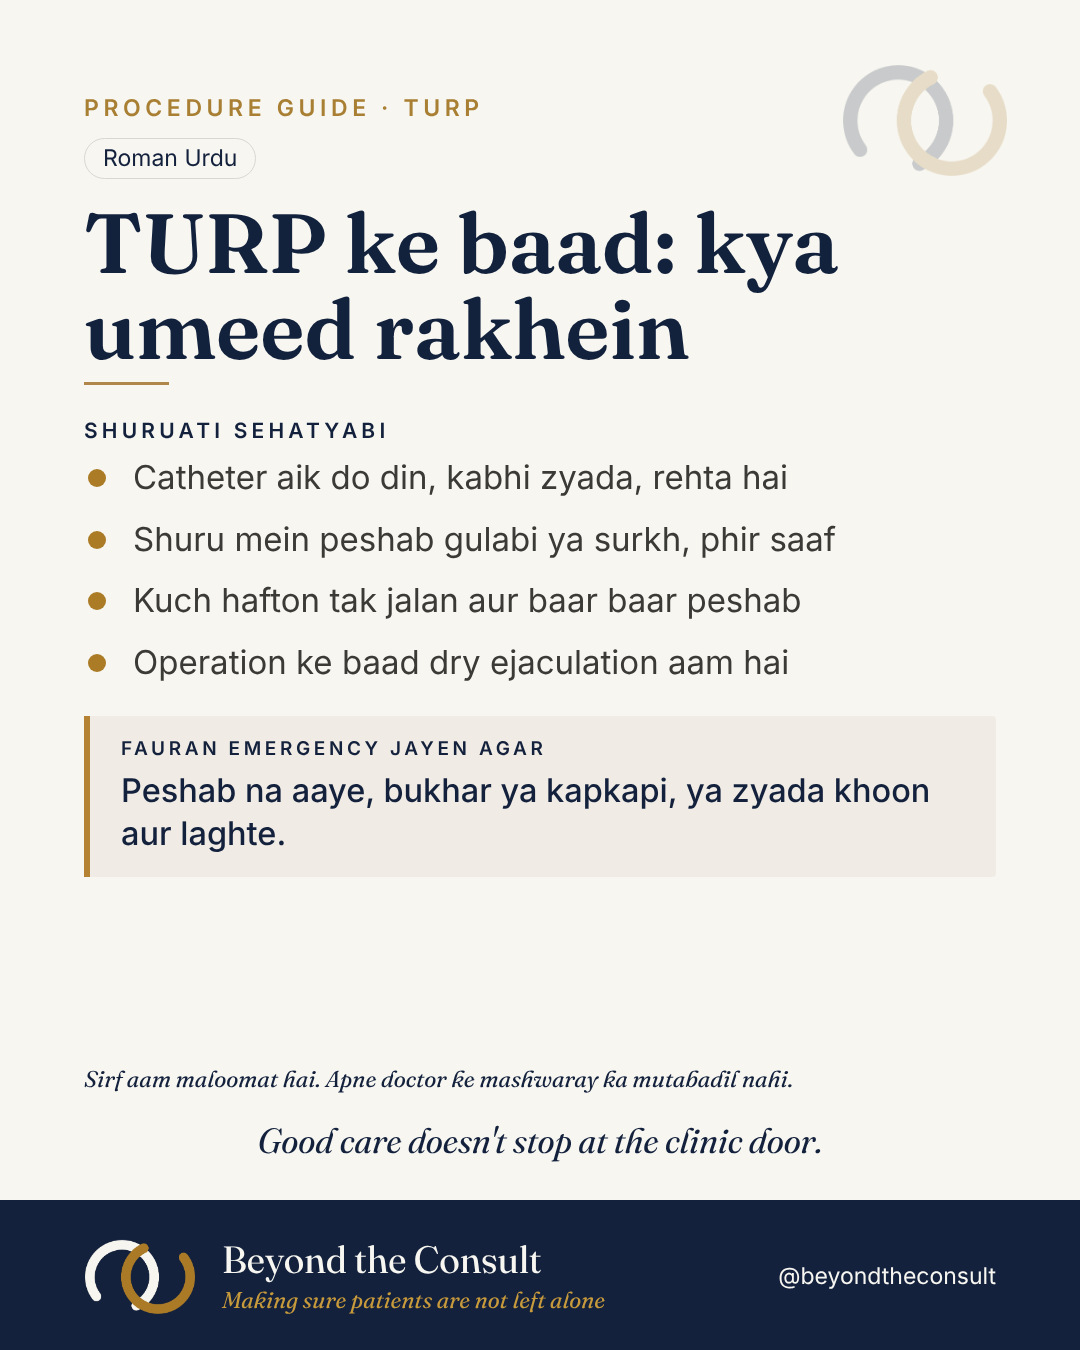 PROCEDURE GUIDE · TURP
Roman Urdu
TURP ke baad: kya
umeed rakhein
SHURUATI SEHATYABI
Catheter aik do din, kabhi zyada, rehta hai
Shuru mein peshab gulabi ya surkh, phir saaf
Kuch hafton tak jalan aur baar baar peshab
Operation ke baad dry ejaculation aam hai
FAURAN EMERGENCY JAYEN AGAR
Peshab na aaye, bukhar ya kapkapi, ya zyada khoon
aur laghte.
Sirf aam maloomat hai. Apne doctor ke mashwaray ka mutabadil nahi.
Good care doesn't stop at the clinic door.
Beyond the Consult
Making sure patients are not left alone
@beyondtheconsult